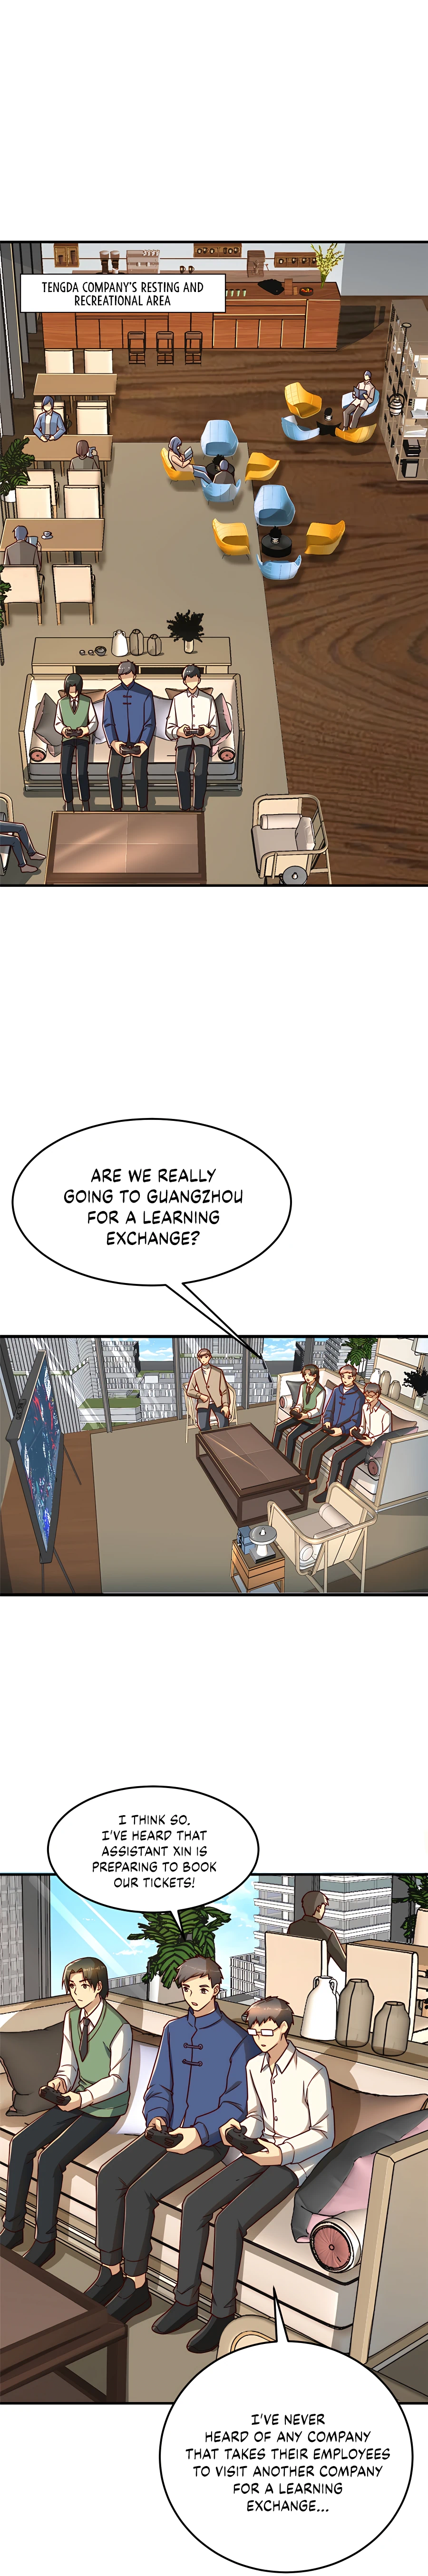 TENGDA COMPANY'S RESTING AND
RECREATIONAL AREA
ARE WE REALLY
GOING TO GUANGZHOU
FOR A LEARNING
EXCHANGE?
I THINK SO.
I'VE HEARD THAT
ASSISTANT XIN IS
PREPARING TO BOOK
OUR TICKETS!
I'VE NEVER
HEARD OF ANY COMPANY
THAT TAKES THEIR EMPLOYEES
TO VISIT ANOTHER COMPANY
FOR A LEARNING
EXCHANGE...